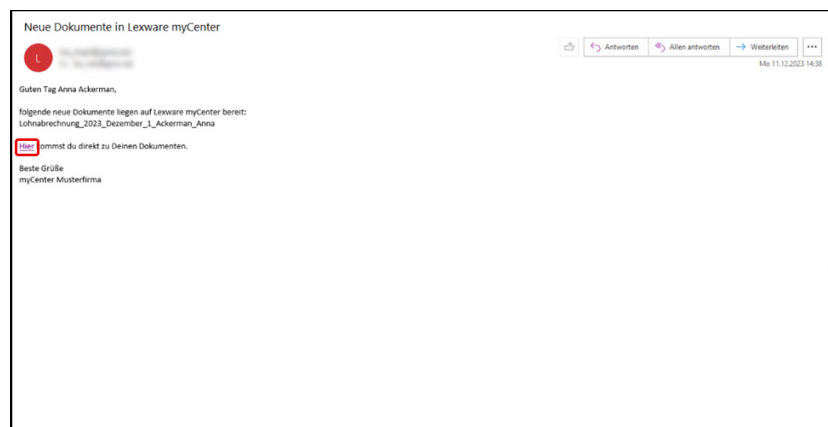 Neue Dokumente in Lexware myCenter
L
Antworten
Allen antworten
Weiterleiten
Mo 11.12.2023 14:38
Guten Tag Anna Ackerman,
folgende neue Dokumente liegen auf Lexware myCenter bereit:
Lohnabrechnung_2023_Dezember_1_Ackerman_Anna
Hier kommst du direkt zu Deinen Dokumenten.
Beste Grüße
myCenter Musterfirma